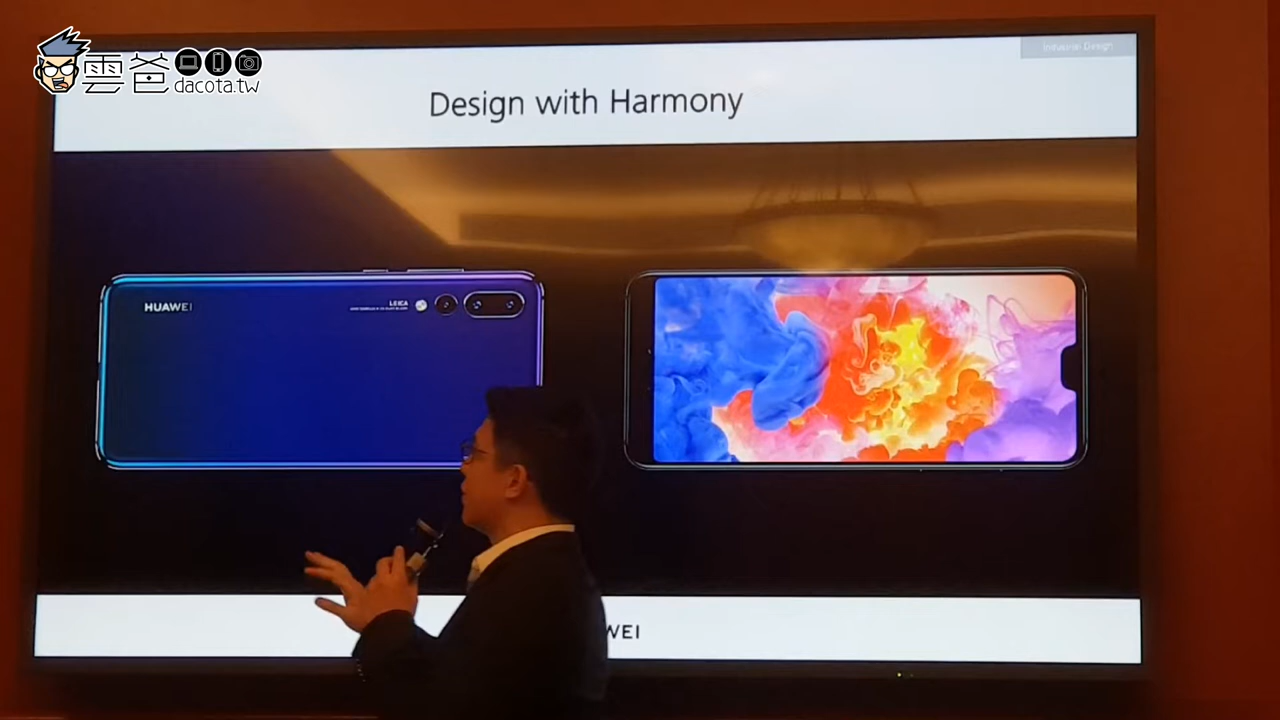 雲爸
dacota.tw
Industrial Design
Design with Harmony
HUAWEI
LEICA
WEI